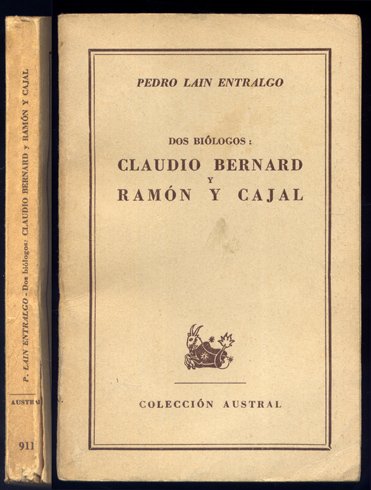 P. LAIN ENTRALGO - Dos biólogos: CLAUDIO BERNARD y RAMÓN Y CAJAL
AUSTRAL
911
PEDRO LAIN ENTRALGO
DOS BIÓLOGOS:
CLAUDIO BERNARD
Y
RAMÓN Y CAJAL
COLECCIÓN AUSTRAL